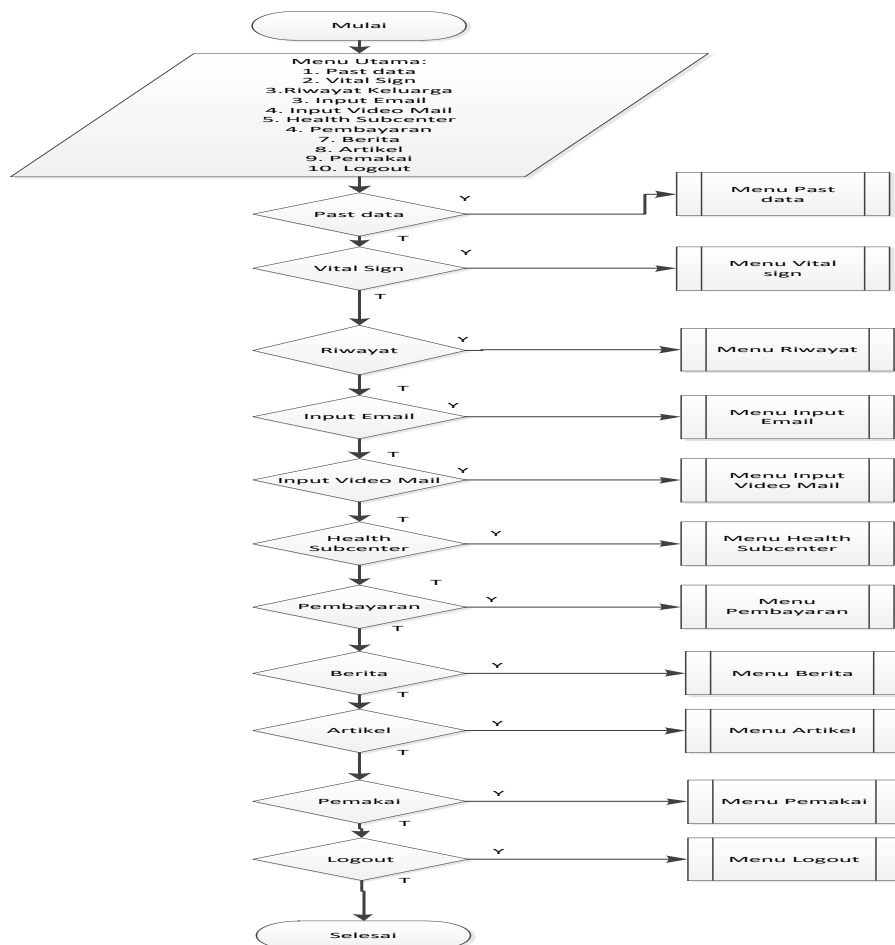 Mulai
Menu Utama:
1. Past data
2. Vital Sign
3.Riwayat Keluarga
3. Input Email
4. Input Video Mail
5. Health Subcenter
4. Pembayaran
7. Berita
8. Artikel
9. Pemakai
10. Logout
Past data
Y
Menu Past
data
T
Vital Sign
Y
Menu Vital
sign
T
Riwayat
Y
Menu Riwayat
T
Input Email
Y
Menu Input
Email
T
Input Video Mail
Y
Menu Input
Video Mail
T
Health
Subcenter
Y
Menu Health
Subcenter
T
Pembayaran
Y
Menu
Pembayaran
T
Berita
Y
Menu Berita
T
Artikel
Y
Menu Artikel
T
Pemakai
Y
Menu Pemakai
T
Logout
Y
Menu Logout
T
Selesai